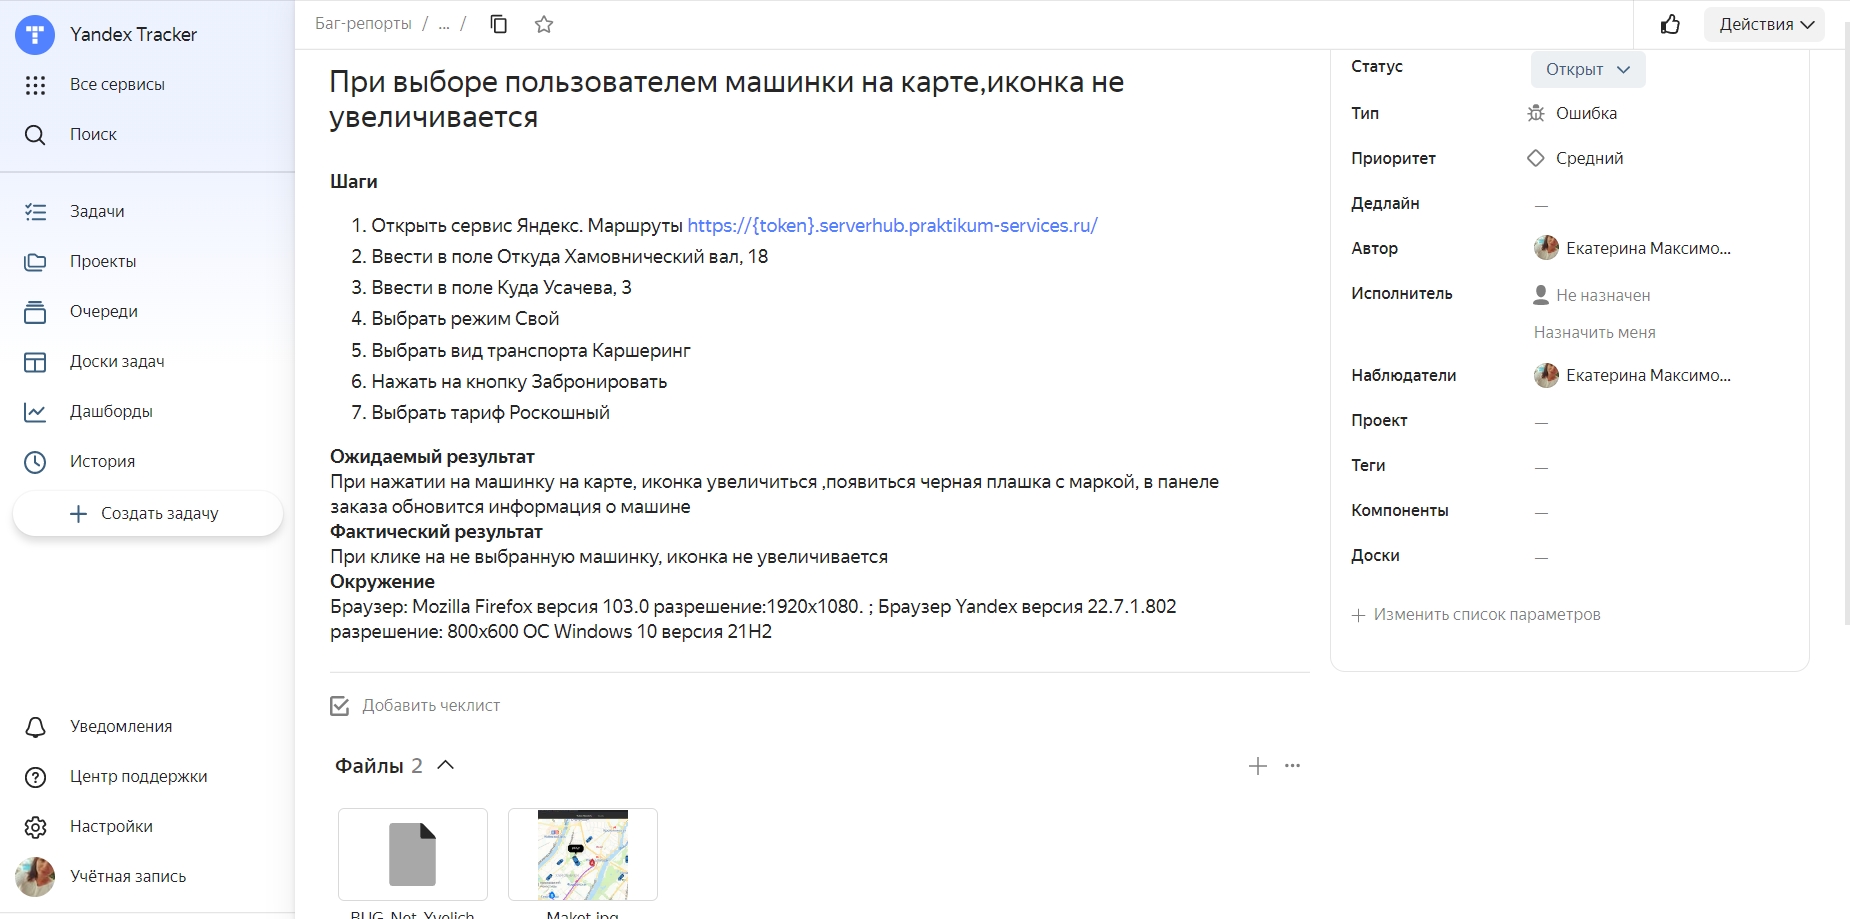 Yandex Tracker
Все сервисы
Поиск
Задачи
Проекты
Очереди
Доски задач
Дашборды
История
Создать задачу
Уведомления
Центр поддержки
Настройки
Учётная запись
Баг-репорты / ... /
Действия
При выборе пользователем машинки на карте,иконка не
увеличивается
Шаги
1. Открыть сервис Яндекс. Маршруты https://{token}.serverhub.praktikum-services.ru/
2. Ввести в поле Откуда Хамовнический вал, 18
3. Ввести в поле Куда Усачева, 3
4. Выбрать режим Свой
5. Выбрать вид транспорта Каршеринг
6. Нажать на кнопку Забронировать
7. Выбрать тариф Роскошный
Ожидаемый результат
При нажатии на машинку на карте, иконка увеличиться ,появиться черная плашка с маркой, в панеле
заказа обновится информация о машине
Фактический результат
При клике на не выбранную машинку, иконка не увеличивается
Окружение
Браузер: Mozilla Firefox версия 103.0 разрешение:1920x1080. ; Браузер Yandex версия 22.7.1.802
разрешение: 800x600 ОС Windows 10 версия 21H2
Добавить чеклист
Файлы 2
BUG_Net_Yvelich
Maket.jpg
Статус Открыт
Тип Ошибка
Приоритет Средний
Дедлайн —
Автор Екатерина Максимо...
Исполнитель Не назначен
Назначить меня
Наблюдатели Екатерина Максимо...
Проект —
Теги —
Компоненты —
Доски —
Изменить список параметров